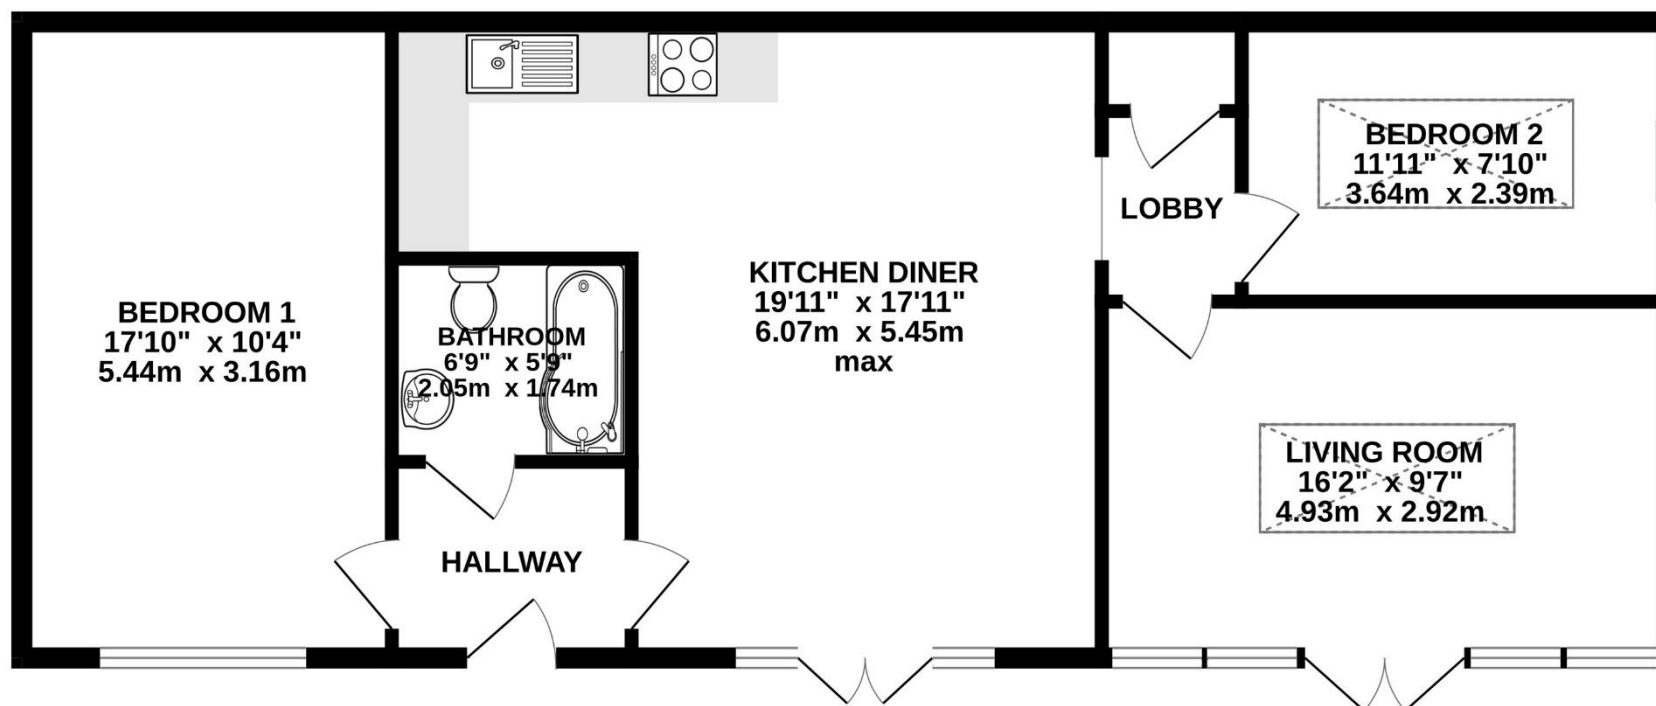 BEDROOM 1
17'10" x 10'4"
5.44m x 3.16m
BATHROOM
6'9" x 5'9"
2.05m x 1.74m
HALLWAY
KITCHEN DINER
19'11" x 17'11"
6.07m x 5.45m
max
LOBBY
BEDROOM 2
11'11" x 7'10"
3.64m x 2.39m
LIVING ROOM
16'2" x 9'7"
4.93m x 2.92m